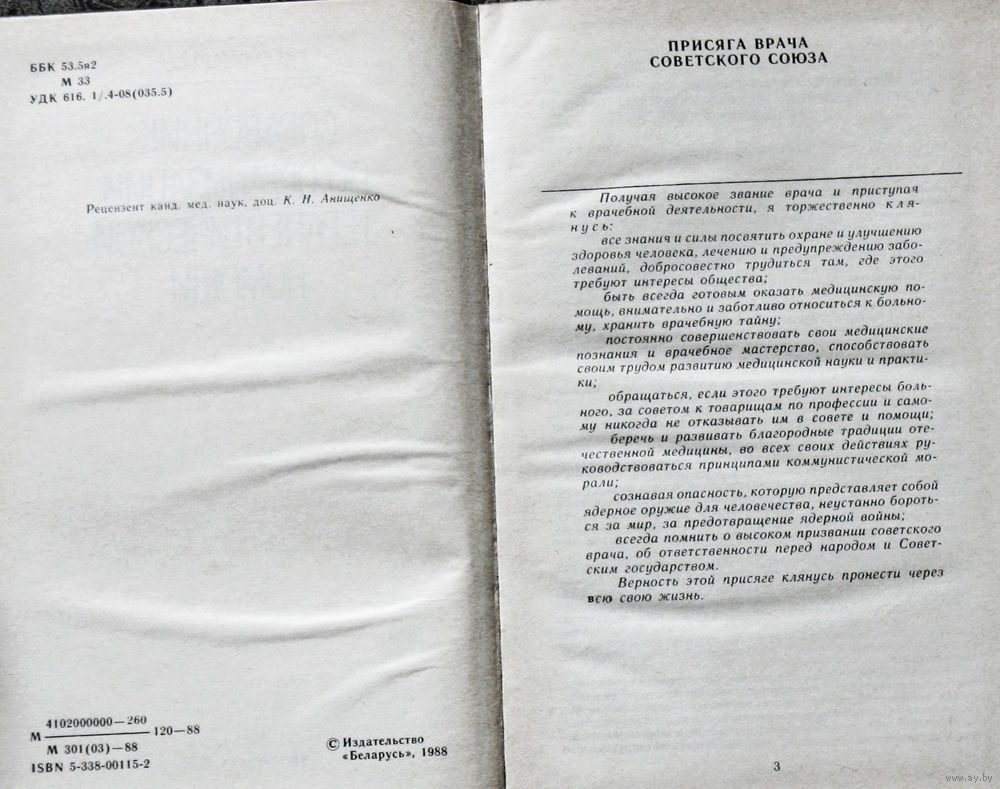 ББК 53.5я2
М 33
УДК 616. 1/.4-08(035.5)
Рецензент канд. мед. наук, доц. К. Н. Анищенко
4102000000—260
М ———— 120—88
М 301(03)—88
ISBN 5-338-00115-2
© Издательство
«Беларусь», 1988
ПРИСЯГА ВРАЧА
СОВЕТСКОГО СОЮЗА
Получая высокое звание врача и приступая
к врачебной деятельности, я торжественно кля-
нусь:
все знания и силы посвятить охране и улучшению
здоровья человека, лечению и предупреждению забо-
леваний, добросовестно трудиться там, где этого
требуют интересы общества;
быть всегда готовым оказать медицинскую по-
мощь, внимательно и заботливо относиться к больно-
му, хранить врачебную тайну;
постоянно совершенствовать свои медицинские
познания и врачебное мастерство, способствовать
своим трудом развитию медицинской науки и практи-
ки;
обращаться, если этого требуют интересы боль-
ного, за советом к товарищам по профессии и само-
му никогда не отказывать им в совете и помощи;
беречь и развивать благородные традиции оте-
чественной медицины, во всех своих действиях ру-
ководствоваться принципами коммунистической мо-
рали;
сознавая опасность, которую представляет собой
ядерное оружие для человечества, неустанно бороть-
ся за мир, за предотвращение ядерной войны;
всегда помнить о высоком призвании советского
врача, об ответственности перед народом и Совет-
ским государством.
Верность этой присяге клянусь пронести через
всю свою жизнь.
3
www.ay.by